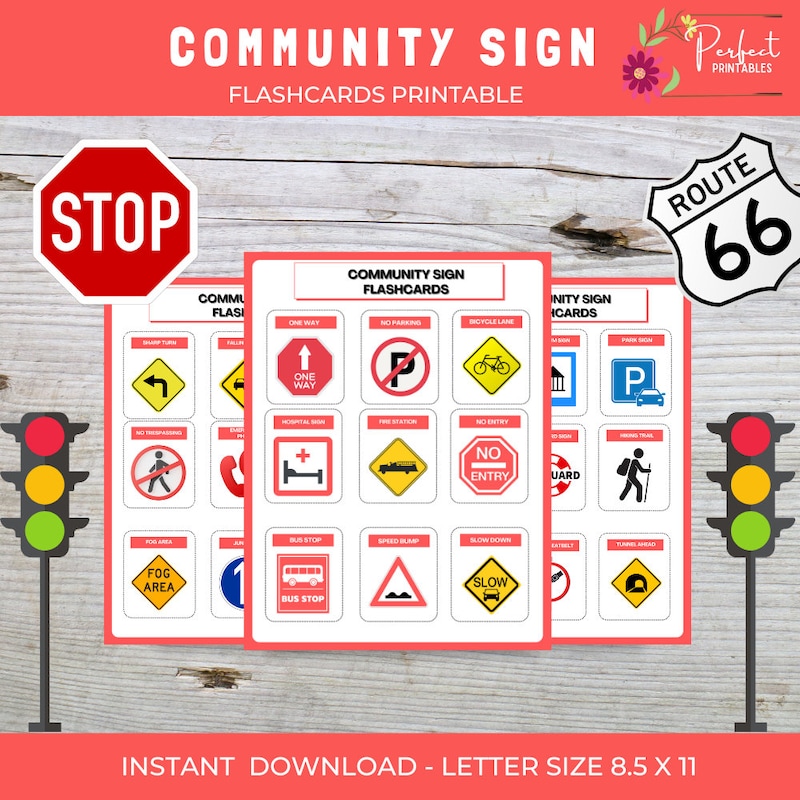 COMMUNITY SIGN
FLASHCARDS PRINTABLE
Perfect
PRINTABLES
STOP
ROUTE
66
COMMUNITY SIGN
FLASHCARDS
ONE WAY
ONE
WAY
NO PARKING
P
BICYCLE LANE
HOSPITAL SIGN
FIRE STATION
NO ENTRY
NO
ENTRY
BUS STOP
BUS STOP
SPEED BUMP
SLOW DOWN
SLOW
SHARP TURN
NO TRESPASSING
FOG AREA
FOG
AREA
SIGN
PARK SIGN
P
SIGN
HIKING TRAIL
TUNNEL AHEAD
INSTANT DOWNLOAD - LETTER SIZE 8.5 X 11